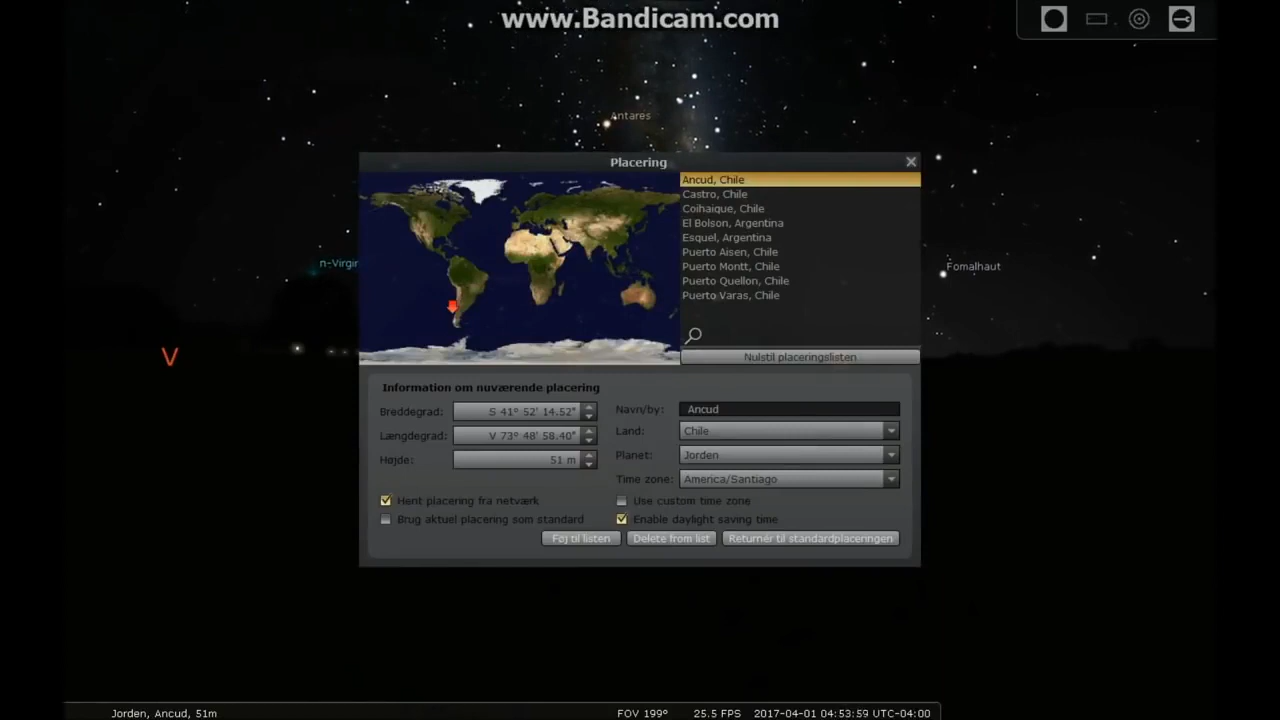 www.Bandicam.com
Antares
Placering
Ancud, Chile
Castro, Chile
Coihaique, Chile
El Bolson, Argentina
Esquel, Argentina
Puerto Aisen, Chile
Puerto Montt, Chile
Puerto Quellon, Chile
Puerto Varas, Chile
n-Virgir
Fomalhaut
V
Nulstil placeringslisten
Information om nuværende placering
Breddegrad: S 41° 52' 14.52"
Længdegrad: V 73° 48' 58.40"
Højde: 51 m
Navn/by: Ancud
Land: Chile
Planet: Jorden
Time zone: America/Santiago
Hent placering fra netværk
Use custom time zone
Brug aktuel placering som standard
Enable daylight saving time
Føj til listen
Delete from list
Returnér til standardplacerıngen
Jorden, Ancud, 51m
FOV 199°
25.5 FPS
2017-04-01 04:53:59 UTC-04:00